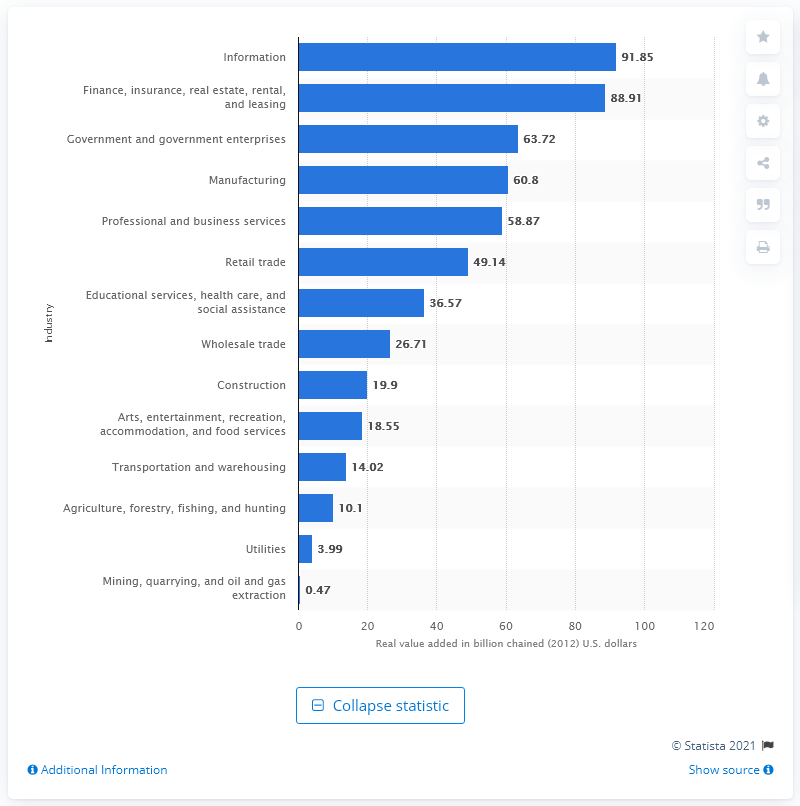 Information
91.85
Finance, insurance, real estate, rental,
and leasing
88.91
Government and government enterprises
63.72
Manufacturing
60.8
Professional and business services
58.87
Retail trade
49.14
Educational services, health care, and
social assistance
36.57
Wholesale trade
26.71
Construction
19.9
Arts, entertainment, recreation,
accommodation, and food services
18.55
Transportation and warehousing
14.02
Agriculture, forestry, fishing, and hunting
10.1
Utilities
3.99
Mining, quarrying, and oil and gas
extraction
0.47
Industry
0 20 40 60 80 100 120
Real value added in billion chained (2012) U.S. dollars
Collapse statistic
© Statista 2021
Additional Information
Show source